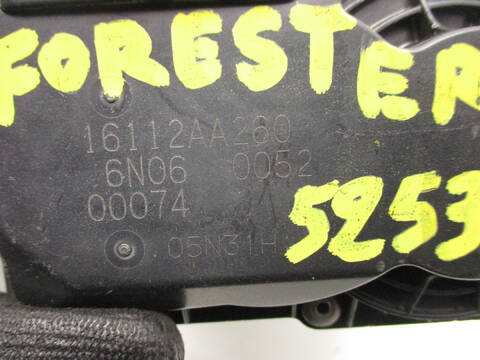 FORESTER
16112AA260
6N06 0052
00074 A
05N31H
5253